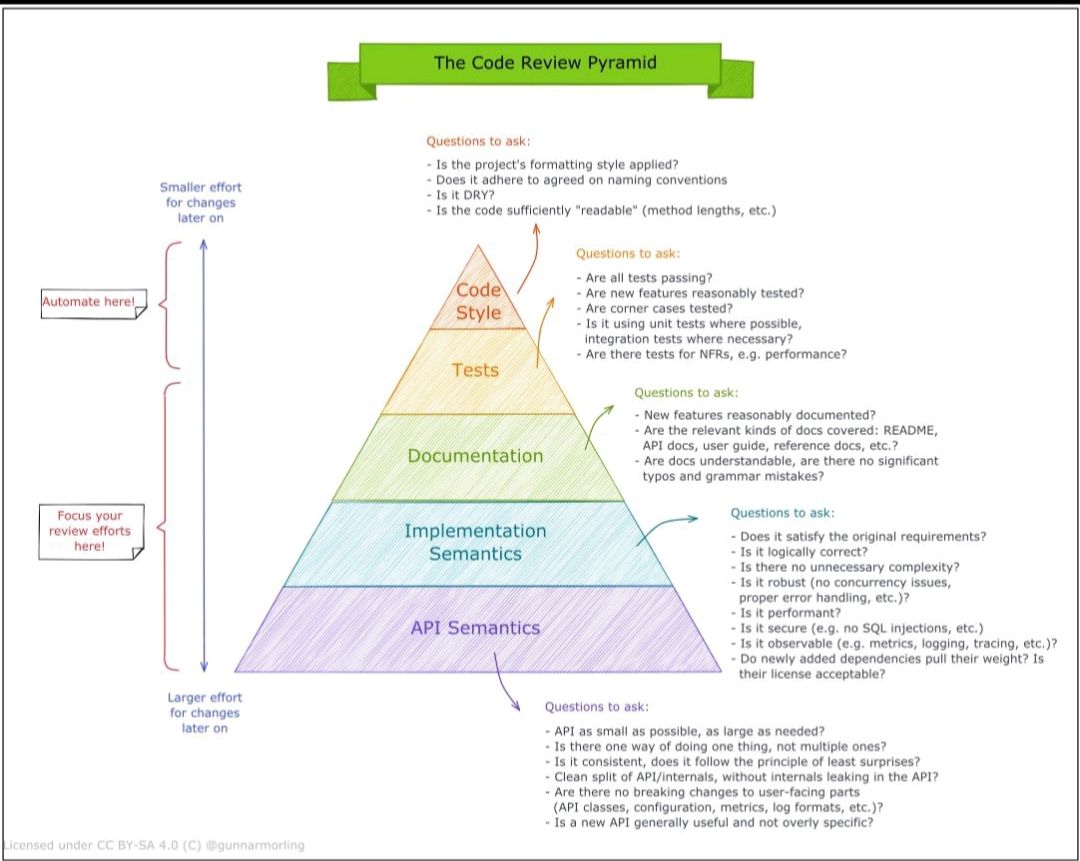 The Code Review Pyramid
Questions to ask:
- Is the project's formatting style applied?
- Does it adhere to agreed on naming conventions
- Is it DRY?
- Is the code sufficiently "readable" (method lengths, etc.)
Smaller effort
for changes
later on
Automate here!
Code
Style
Questions to ask:
- Are all tests passing?
- Are new features reasonably tested?
- Are corner cases tested?
- Is it using unit tests where possible,
integration tests where necessary?
- Are there tests for NFRs, e.g. performance?
Tests
Questions to ask:
- New features reasonably documented?
- Are the relevant kinds of docs covered: README,
API docs, user guide, reference docs, etc.?
- Are docs understandable, are there no significant
typos and grammar mistakes?
Documentation
Focus your
review efforts
here!
Implementation
Semantics
Questions to ask:
- Does it satisfy the original requirements?
- Is it logically correct?
- Is there no unnecessary complexity?
- Is it robust (no concurrency issues,
proper error handling, etc.)?
- Is it performant?
- Is it secure (e.g. no SQL injections, etc.)
- Is it observable (e.g. metrics, logging, tracing, etc.)?
- Do newly added dependencies pull their weight? Is
their license acceptable?
API Semantics
Larger effort
for changes
later on
Questions to ask:
- API as small as possible, as large as needed?
- Is there one way of doing one thing, not multiple ones?
- Is it consistent, does it follow the principle of least surprises?
- Clean split of API/internals, without internals leaking in the API?
- Are there no breaking changes to user-facing parts
(API classes, configuration, metrics, log formats, etc.)?
- Is a new API generally useful and not overly specific?
Licensed under CC BY-SA 4.0 (C) @gunnarmorling